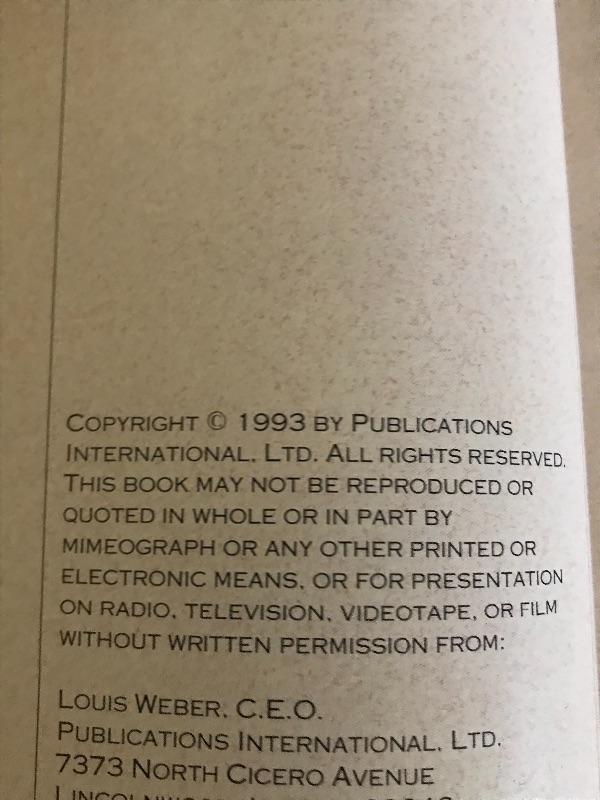 COPYRIGHT © 1993 BY PUBLICATIONS
INTERNATIONAL, LTD. ALL RIGHTS RESERVED.
THIS BOOK MAY NOT BE REPRODUCED OR
QUOTED IN WHOLE OR IN PART BY
MIMEOGRAPH OR ANY OTHER PRINTED OR
ELECTRONIC MEANS, OR FOR PRESENTATION
ON RADIO, TELEVISION, VIDEOTAPE, OR FILM
WITHOUT WRITTEN PERMISSION FROM:
LOUIS WEBER, C.E.O.
PUBLICATIONS INTERNATIONAL, LTD.
7373 NORTH CICERO AVENUE